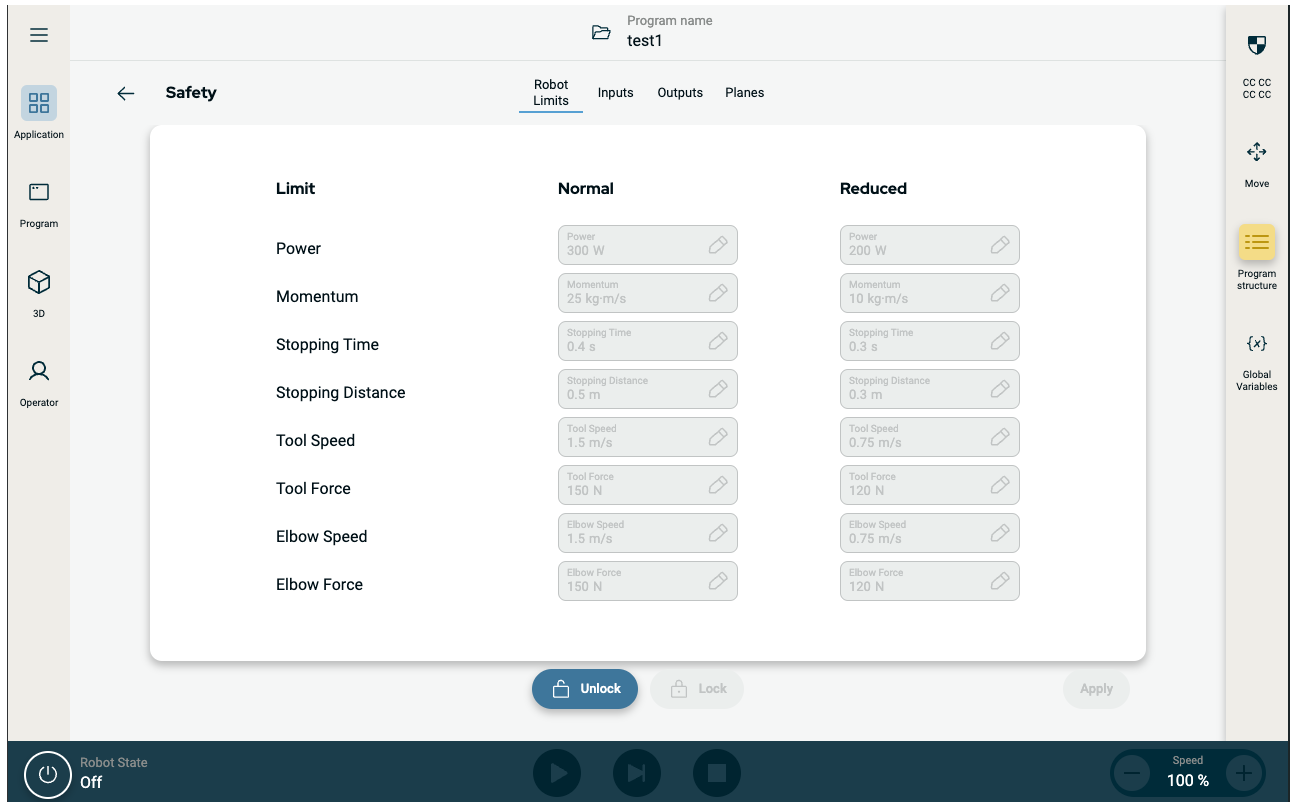 Program name
test1
Safety
Robot
Limits
Inputs
Outputs
Planes
Application
Program
3D
Operator
Limit
Normal
Reduced
Power
Power
300 W
Power
200 W
Momentum
Momentum
25 kg·m/s
Momentum
10 kg·m/s
Stopping Time
Stopping Time
0.4 s
Stopping Time
0.3 s
Stopping Distance
Stopping Distance
0.5 m
Stopping Distance
0.3 m
Tool Speed
Tool Speed
1.5 m/s
Tool Speed
0.75 m/s
Tool Force
Tool Force
150 N
Tool Force
120 N
Elbow Speed
Elbow Speed
1.5 m/s
Elbow Speed
0.75 m/s
Elbow Force
Elbow Force
150 N
Elbow Force
120 N
Unlock
Lock
Apply
CC CC
CC CC
Move
Program
structure
{x}
Global
Variables
Robot State
Off
Speed
100 %